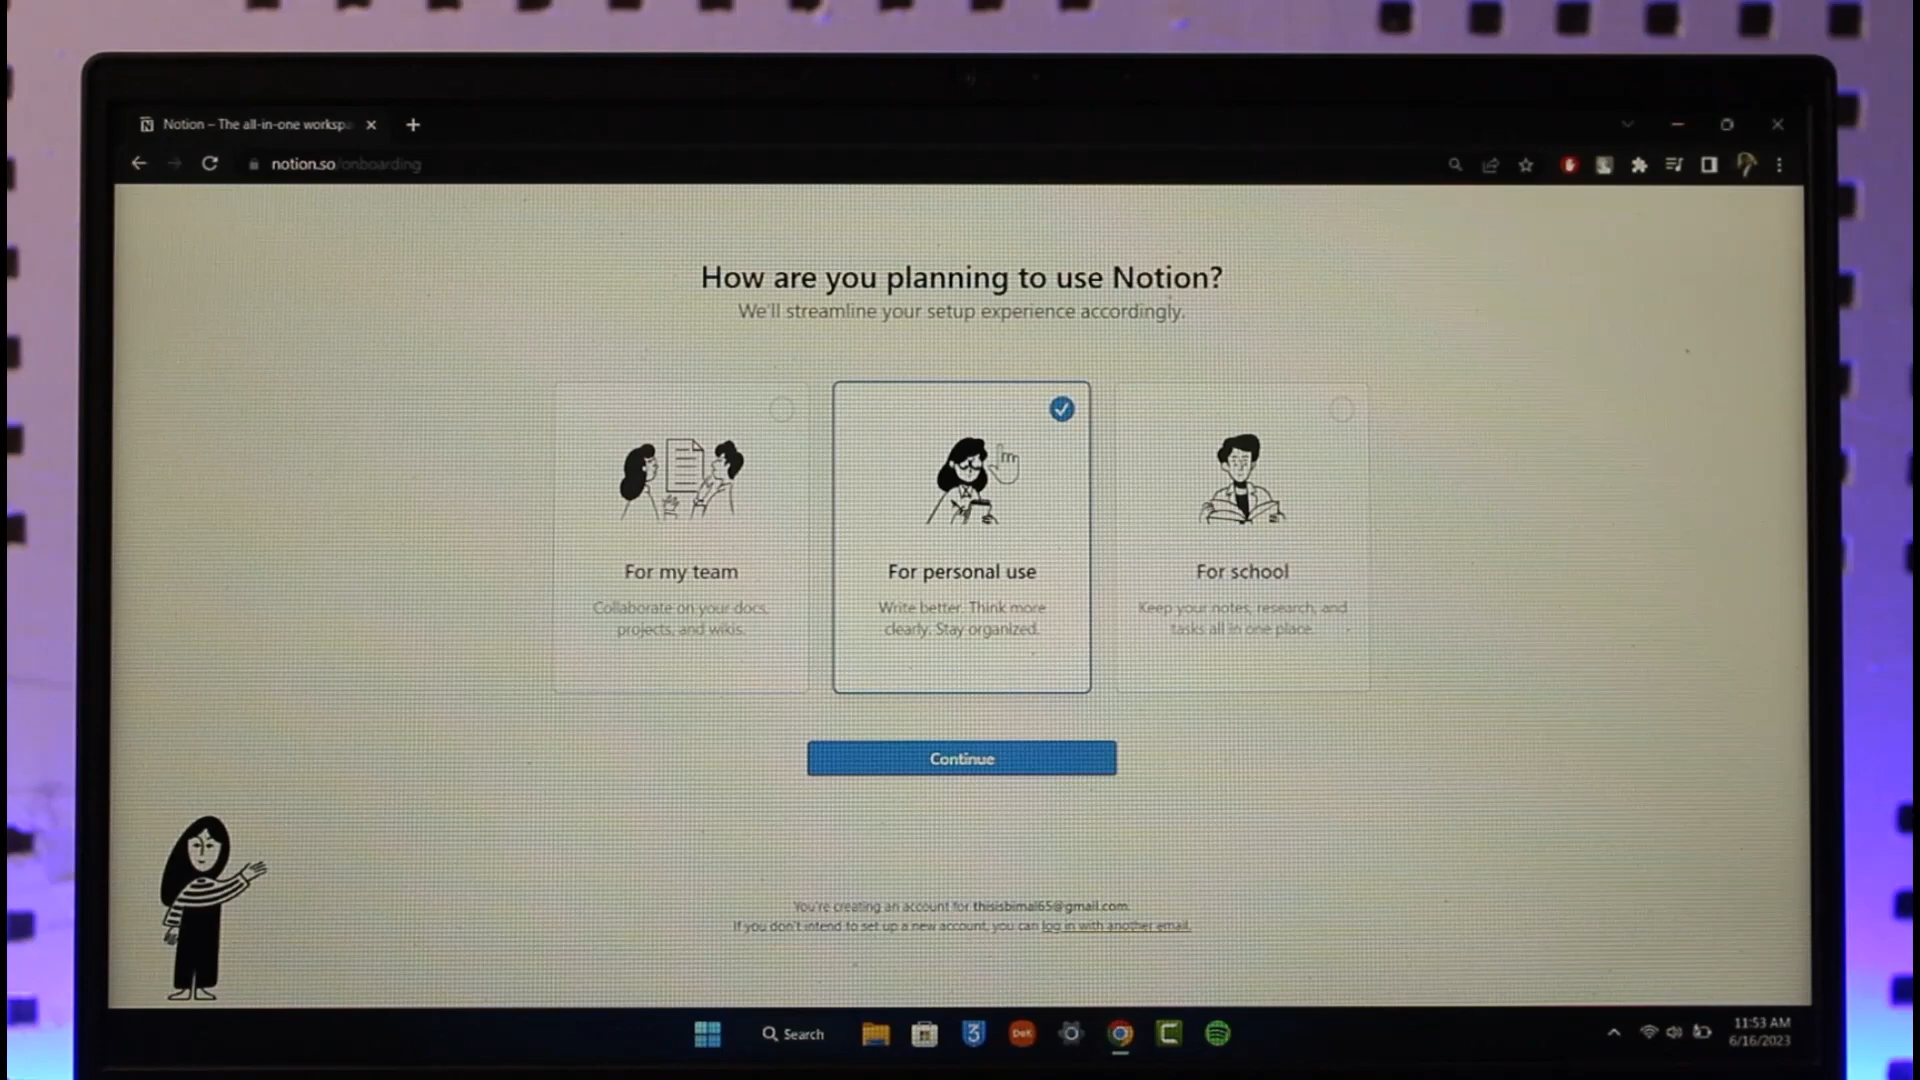 Notion – The all-in-one worksp
notion.so/onboarding
How are you planning to use Notion?
We'll streamline your setup experience accordingly.
For my team
Collaborate on your docs,
projects, and wikis.
For personal use
Write better. Think more
clearly. Stay organized.
For school
Keep your notes, research, and
tasks all in one place.
Continue
You're creating an account for thisisbimal65@gmail.com.
If you don't intend to set up a new account, you can log in with another email.
Search
11:53 AM
6/16/2023